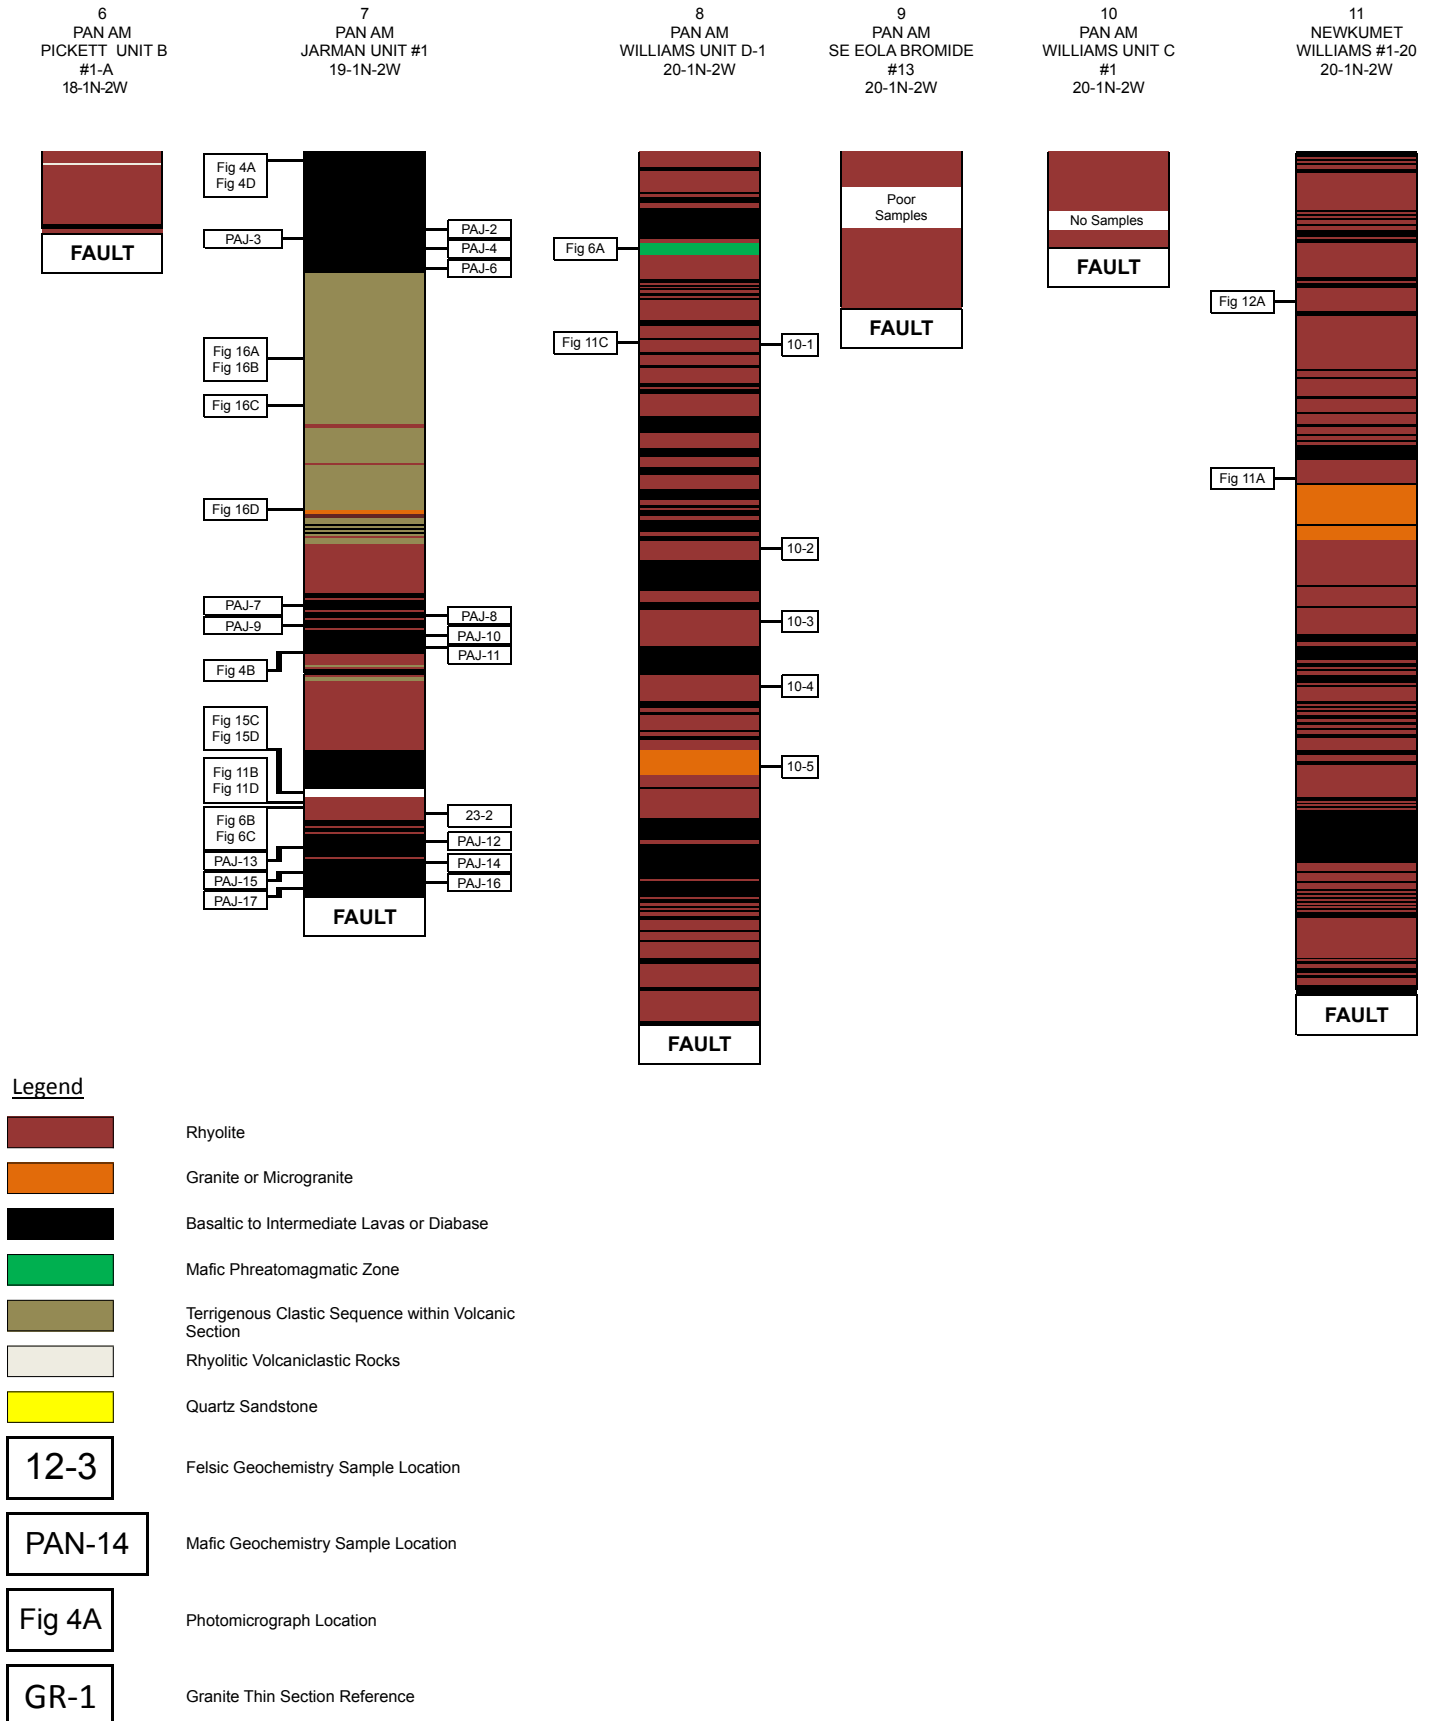 6
PAN AM
PICKETT UNIT B
#1-A
18-1N-2W
7
PAN AM
JARMAN UNIT #1
19-1N-2W
8
PAN AM
WILLIAMS UNIT D-1
20-1N-2W
9
PAN AM
SE EOLA BROMIDE
#13
20-1N-2W
10
PAN AM
WILLIAMS UNIT C
#1
20-1N-2W
11
NEWKUMET
WILLIAMS #1-20
20-1N-2W
FAULT
Fig 4A
Fig 4D
PAJ-3
Fig 16A
Fig 16B
Fig 16C
Fig 16D
PAJ-7
PAJ-9
Fig 4B
Fig 15C
Fig 15D
Fig 11B
Fig 11D
Fig 6B
Fig 6C
PAJ-13
PAJ-15
PAJ-17
PAJ-2
PAJ-4
PAJ-6
PAJ-8
PAJ-10
PAJ-11
23-2
PAJ-12
PAJ-14
PAJ-16
FAULT
Fig 6A
Fig 11C
10-1
10-2
10-3
10-4
10-5
FAULT
Poor
Samples
FAULT
No Samples
FAULT
Fig 12A
Fig 11A
FAULT
Legend
Rhyolite
Granite or Microgranite
Basaltic to Intermediate Lavas or Diabase
Mafic Phreatomagmatic Zone
Terrigenous Clastic Sequence within Volcanic
Section
Rhyolitic Volcaniclastic Rocks
Quartz Sandstone
12-3
Felsic Geochemistry Sample Location
PAN-14
Mafic Geochemistry Sample Location
Fig 4A
Photomicrograph Location
GR-1
Granite Thin Section Reference